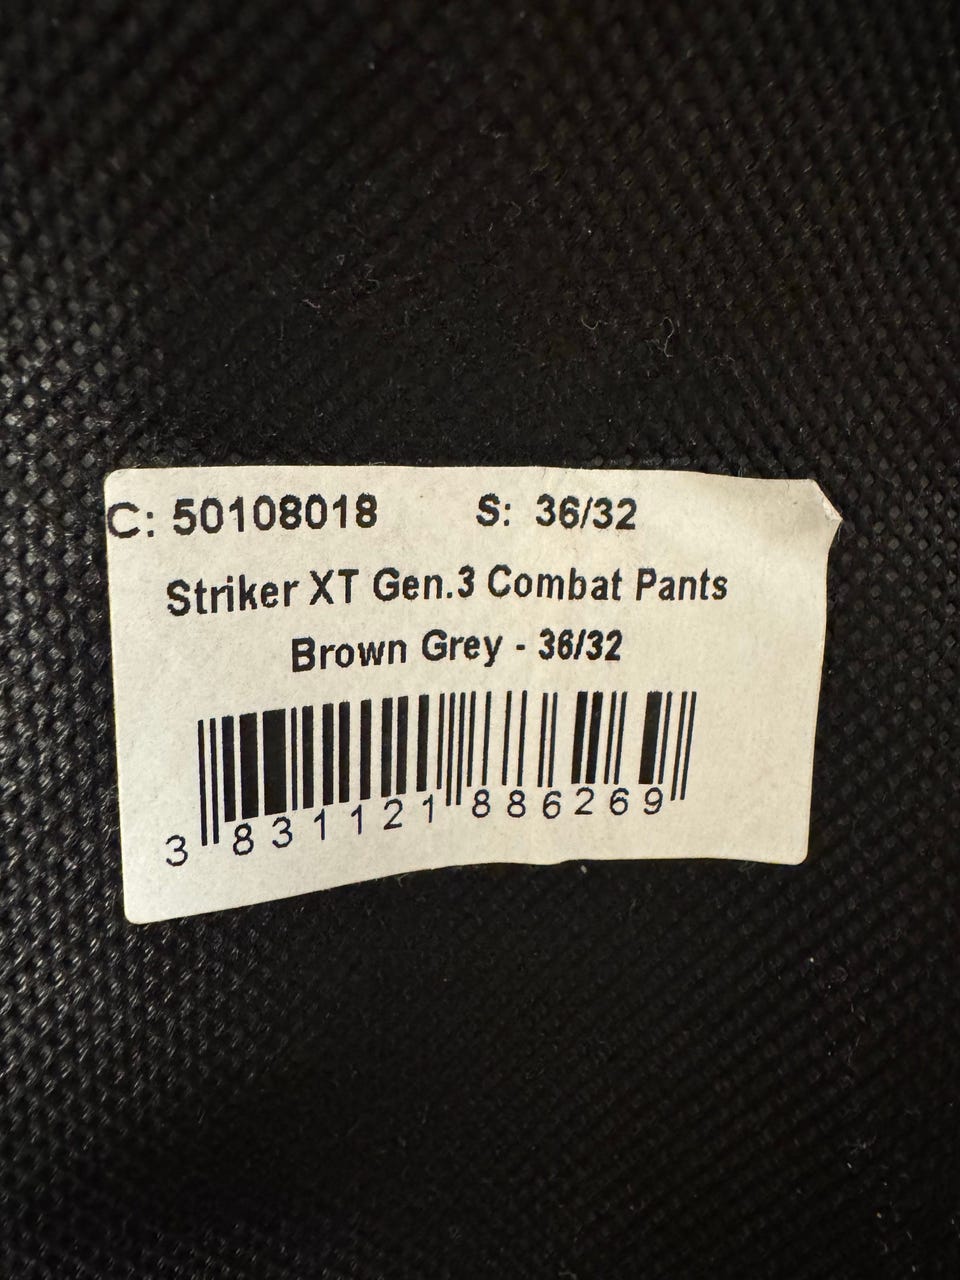 C: 50108018 S: 36/32
Striker XT Gen.3 Combat Pants
Brown Grey - 36/32
3 831121 886269